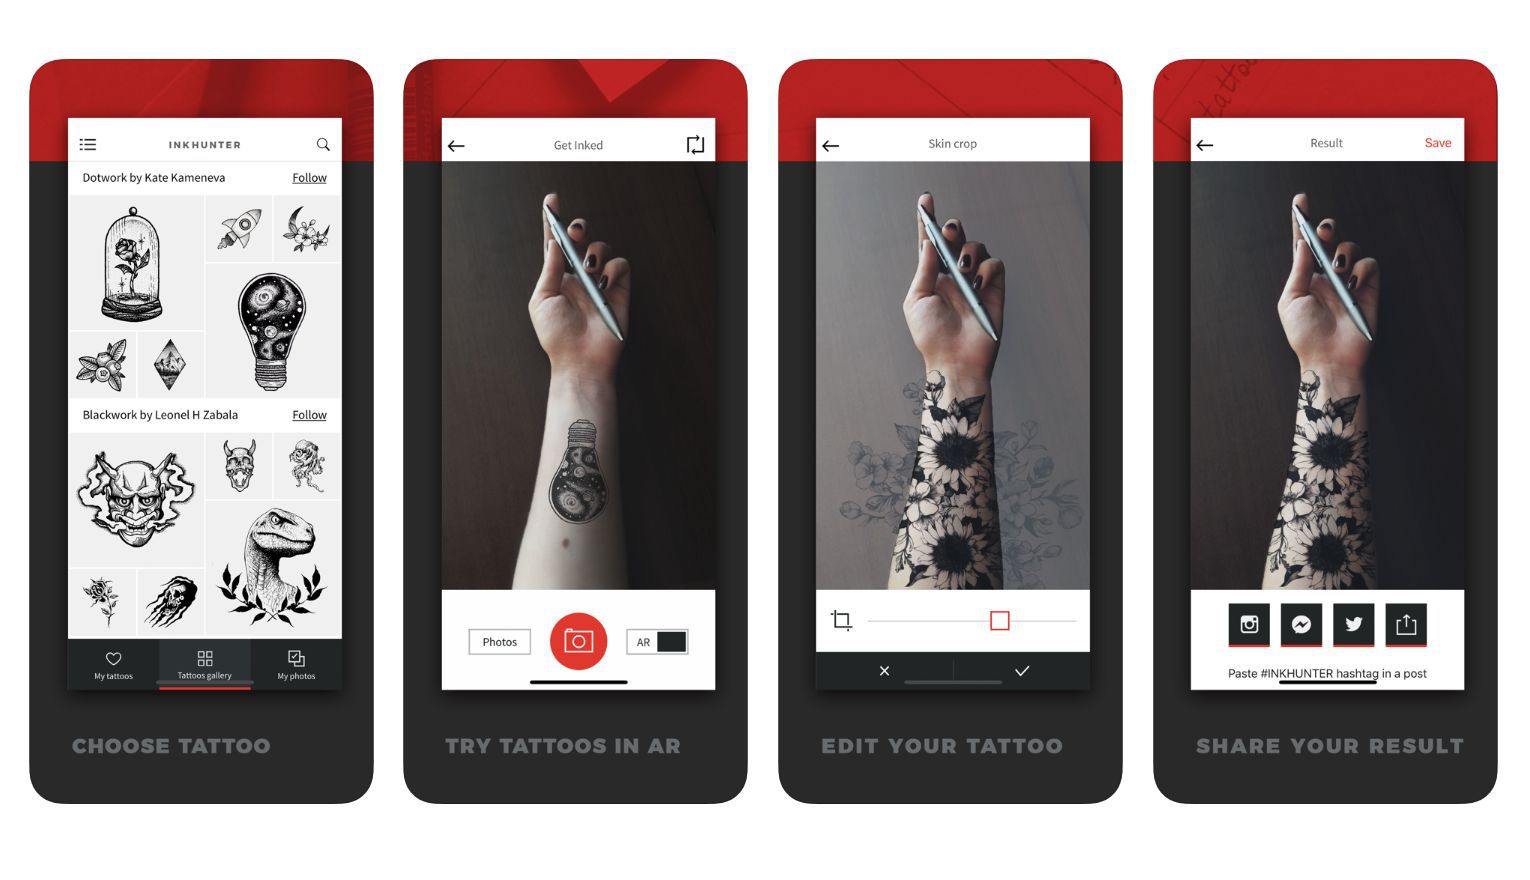 INKHUNTER
Dotwork by Kate Kameneva
Follow
Blackwork by Leonel H Zabala
Follow
My tattoos
Tattoos gallery
My photos
CHOOSE TATTOO
Get Inked
Photos
AR
TRY TATTOOS IN AR
Skin crop
EDIT YOUR TATTOO
tattoo
Result
Save
Paste #INKHUNTER hashtag in a post
SHARE YOUR RESULT